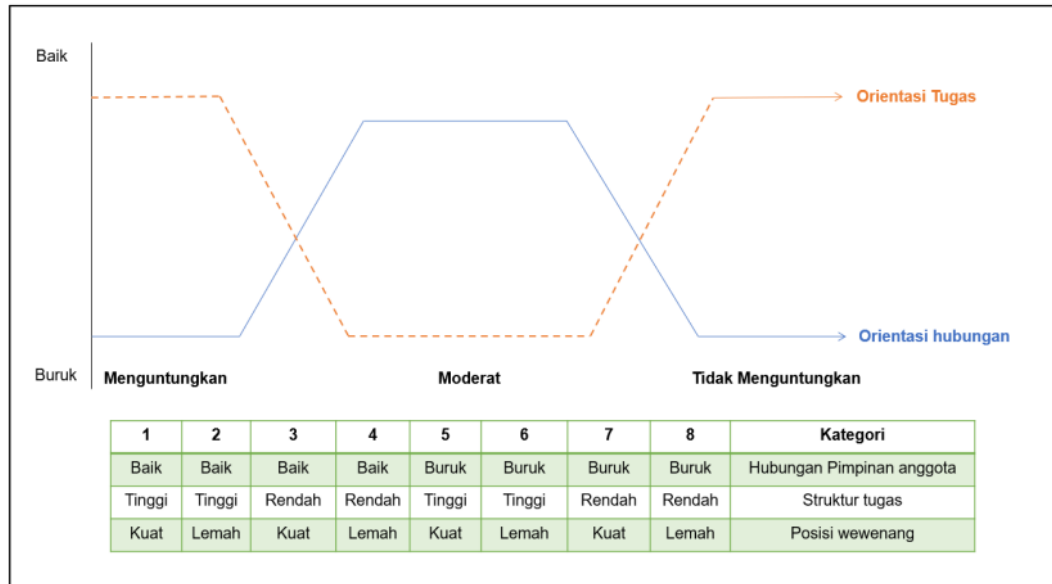 Baik
Orientasi Tugas
Orientasi hubungan
Buruk
Menguntungkan Moderat Tidak Menguntungkan
1 2 3 4 5 6 7 8 Kategori
Baik Baik Baik Baik Buruk Buruk Buruk Buruk Hubungan Pimpinan anggota
Tinggi Tinggi Rendah Rendah Tinggi Tinggi Rendah Rendah Struktur tugas
Kuat Lemah Kuat Lemah Kuat Lemah Kuat Lemah Posisi wewenang